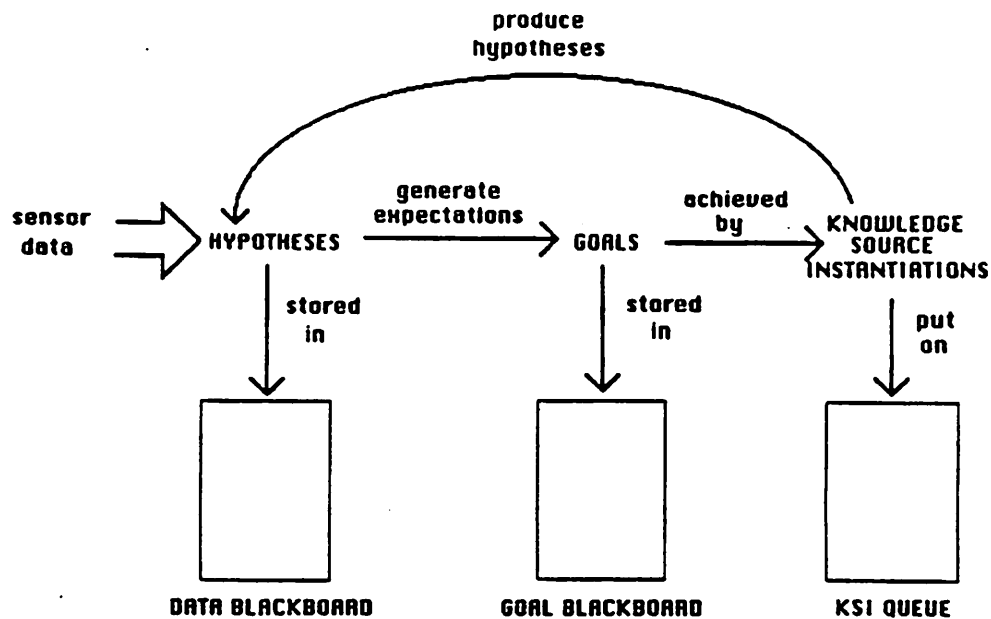 produce
hypotheses
generate
expectations
achieved
by
sensor
data
HYPOTHESES
GOALS
KNOWLEDGE
SOURCE
INSTANTIATIONS
stored
in
stored
in
put
on
DATA BLACKBOARD
GOAL BLACKBOARD
KSI QUEUE